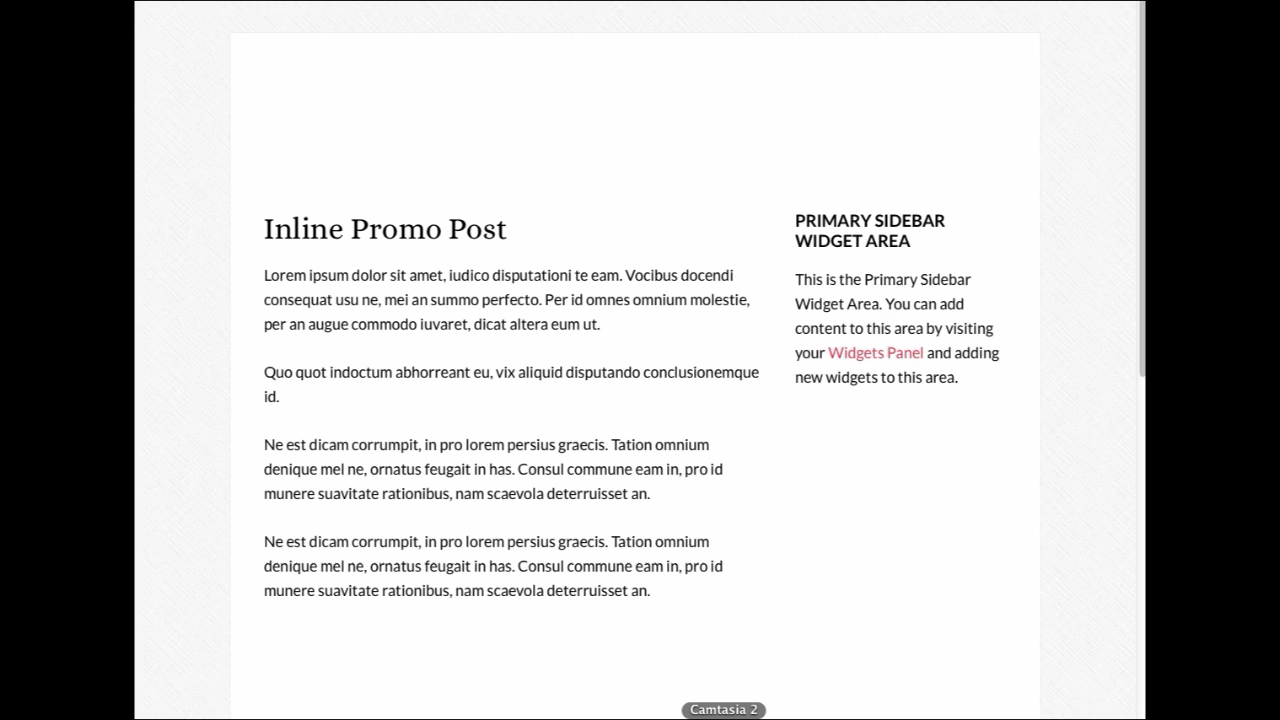 Inline Promo Post
Lorem ipsum dolor sit amet, iudico disputationi te eam. Vocibus docendi
consequat usu ne, mei an summo perfecto. Per id omnes omnium molestie,
per an augue commodo iuvaret, dicat altera eum ut.
Quo quot indoctum abhorreant eu, vix aliquid disputando conclusionemque
id.
Ne est dicam corrumpit, in pro lorem persius graecis. Tation omnium
denique mel ne, ornatus feugait in has. Consul commune eam in, pro id
munere suavitate rationibus, nam scaevola deterruisset an.
Ne est dicam corrumpit, in pro lorem persius graecis. Tation omnium
denique mel ne, ornatus feugait in has. Consul commune eam in, pro id
munere suavitate rationibus, nam scaevola deterruisset an.
PRIMARY SIDEBAR
WIDGET AREA
This is the Primary Sidebar
Widget Area. You can add
content to this area by visiting
your Widgets Panel and adding
new widgets to this area.
Camtasia 2